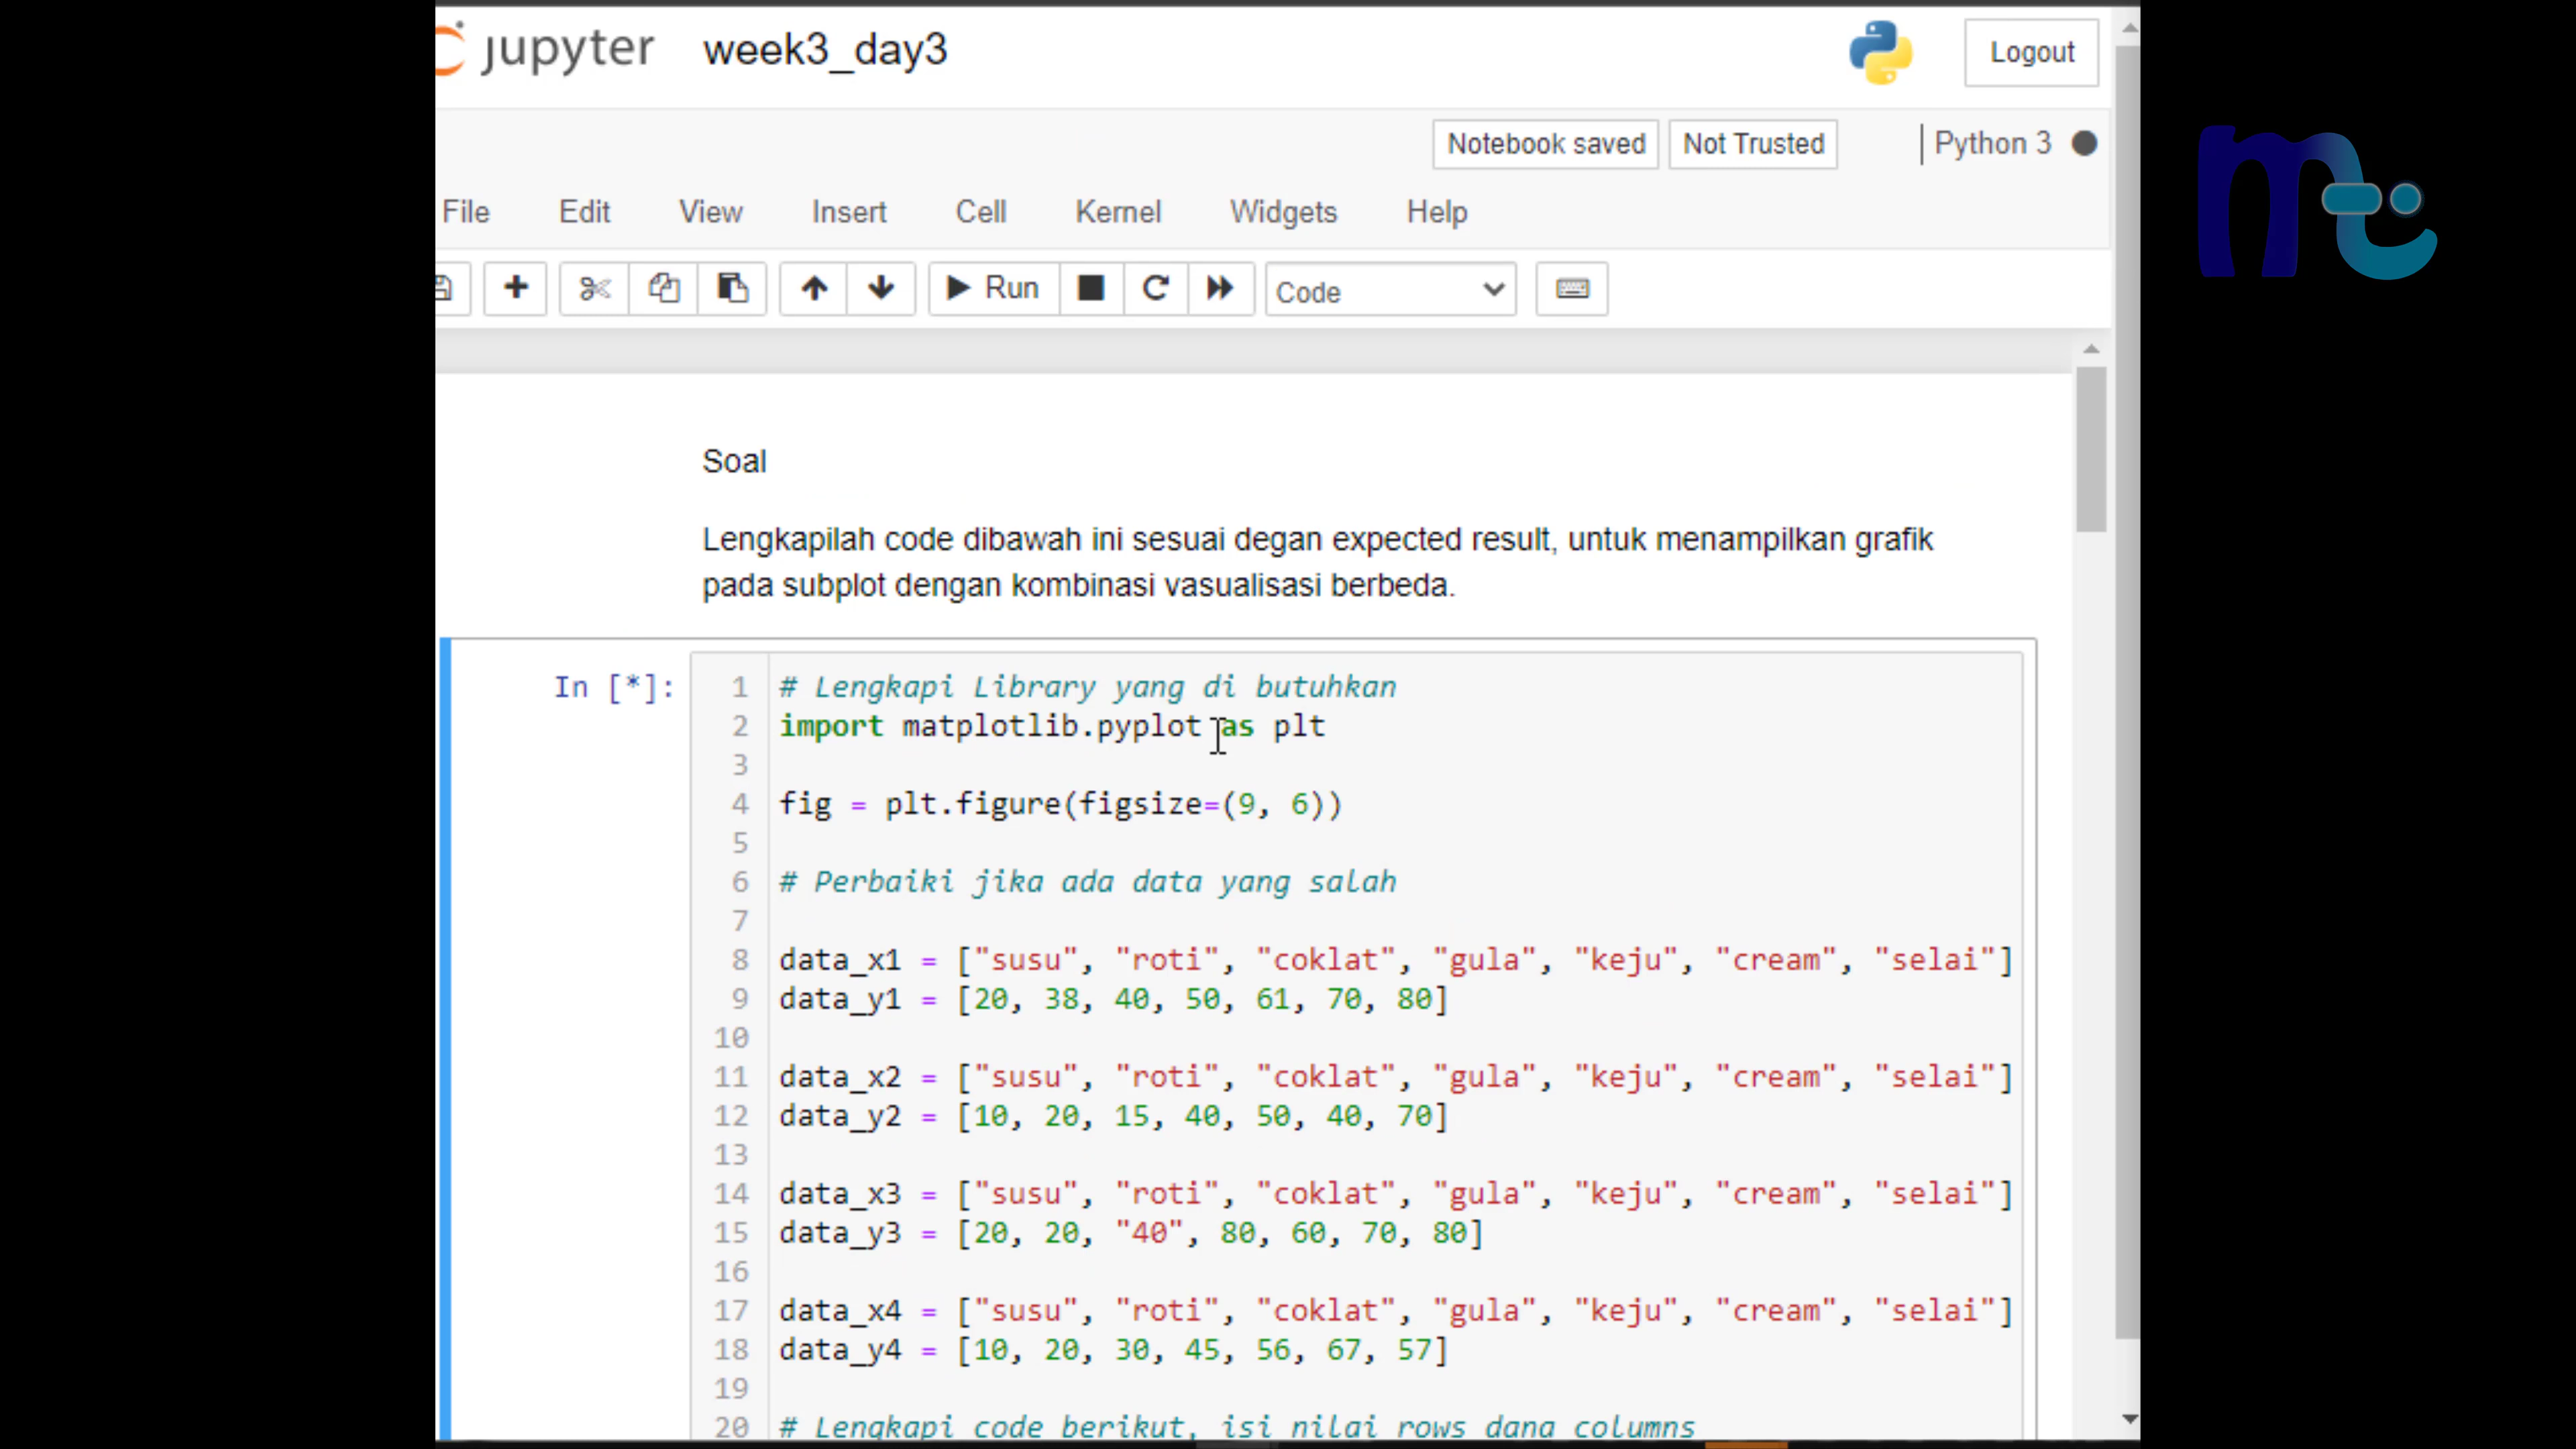 jupyter week3_day3 Logout
Notebook saved Not Trusted Python 3
File Edit View Insert Cell Kernel Widgets Help
Run Code
Soal
Lengkapilah code dibawah ini sesuai degan expected result, untuk menampilkan grafik
pada subplot dengan kombinasi vasualisasi berbeda.
In [*]:
1 # Lengkapi Library yang di butuhkan
2 import matplotlib.pyplot as plt
3
4 fig = plt.figure(figsize=(9, 6))
5
6 # Perbaiki jika ada data yang salah
7
8 data_x1 = ["susu", "roti", "coklat", "gula", "keju", "cream", "selai"]
9 data_y1 = [20, 38, 40, 50, 61, 70, 80]
10
11 data_x2 = ["susu", "roti", "coklat", "gula", "keju", "cream", "selai"]
12 data_y2 = [10, 20, 15, 40, 50, 40, 70]
13
14 data_x3 = ["susu", "roti", "coklat", "gula", "keju", "cream", "selai"]
15 data_y3 = [20, 20, "40", 80, 60, 70, 80]
16
17 data_x4 = ["susu", "roti", "coklat", "gula", "keju", "cream", "selai"]
18 data_y4 = [10, 20, 30, 45, 56, 67, 57]
19
20 # Lengkapi code berikut, isi nilai rows dana columns